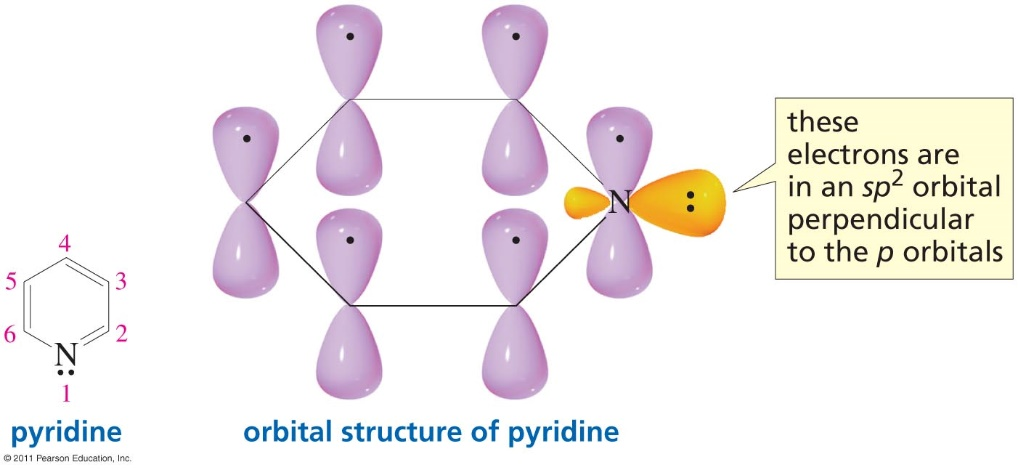 these
electrons are
in an sp² orbital
perpendicular
to the p orbitals
N
4
5
3
6
2
N
1
pyridine
orbital structure of pyridine
© 2011 Pearson Education, Inc.